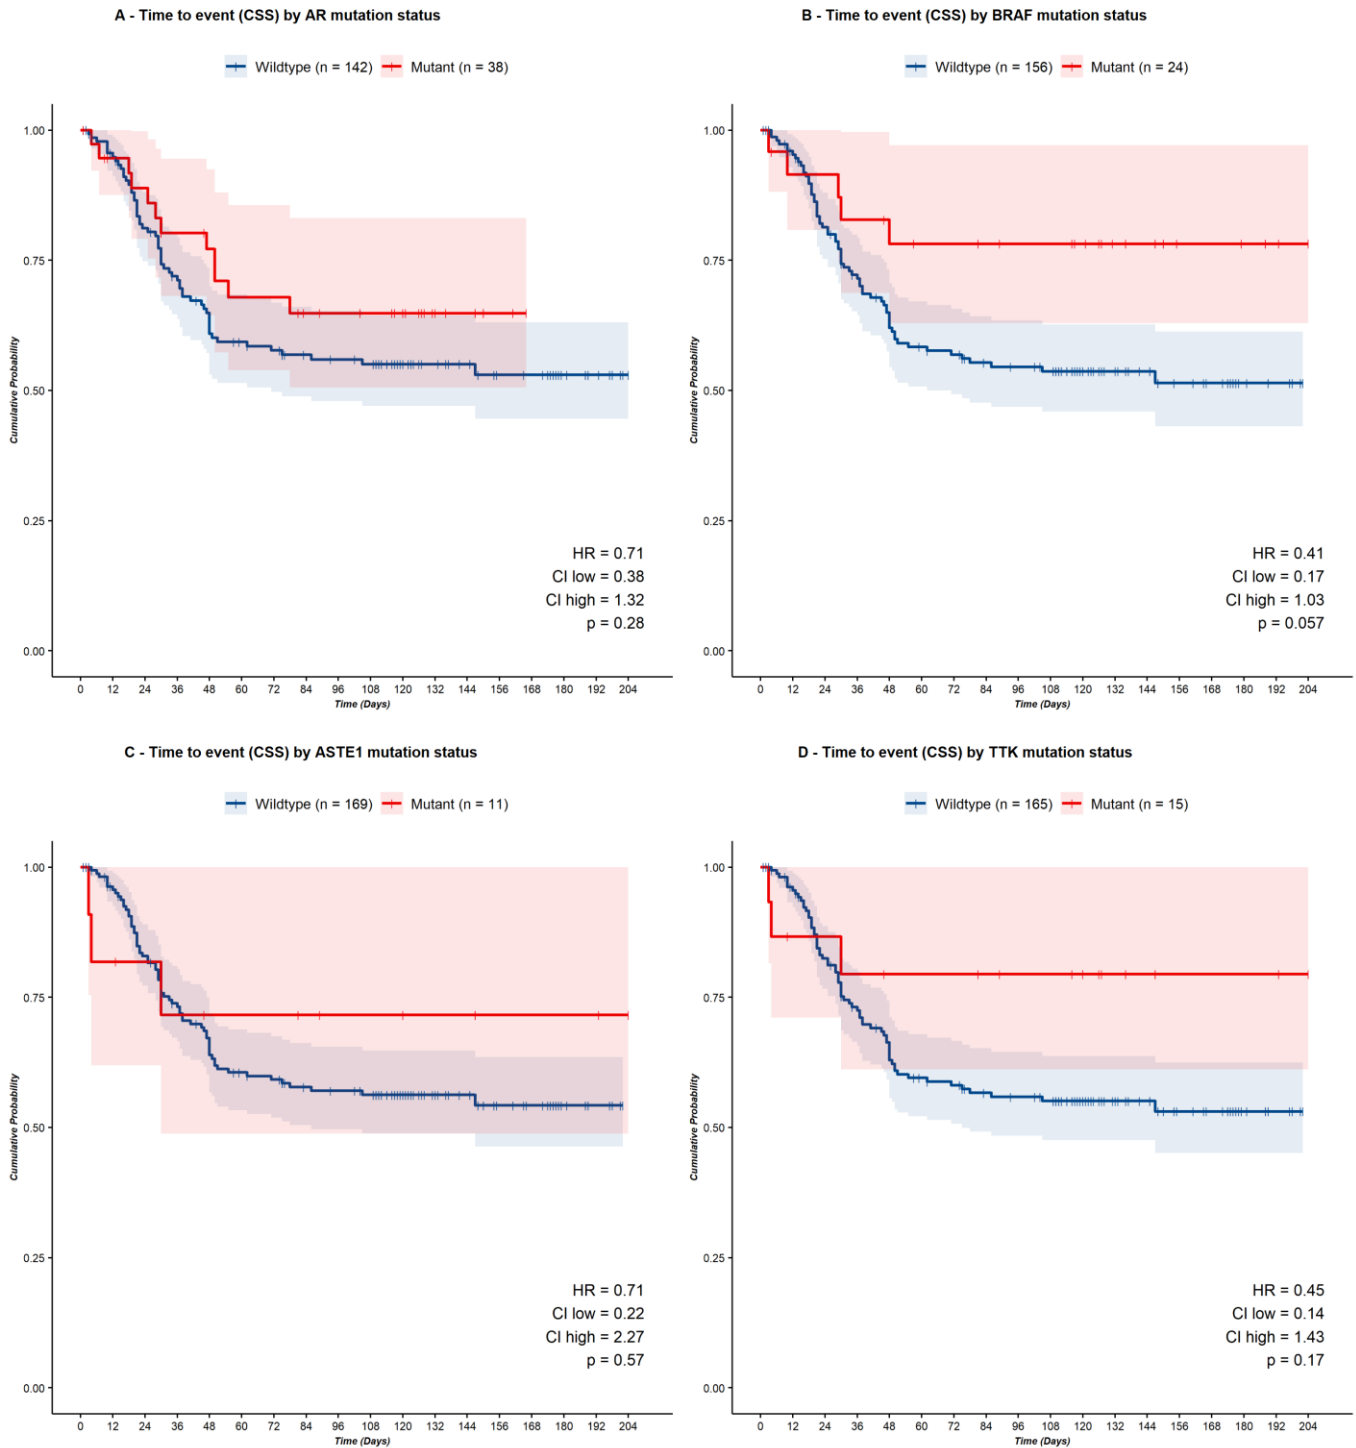 A - Time to event (CSS) by AR mutation status
Wildtype (n = 142) Mutant (n = 38)
1.00
0.75
0.50
0.25
0.00
Cumulative Probability
HR = 0.71
CI low = 0.38
CI high = 1.32
p = 0.28
0 12 24 36 48 60 72 84 96 108 120 132 144 156 168 180 192 204
Time (Days)
B - Time to event (CSS) by BRAF mutation status
Wildtype (n = 156) Mutant (n = 24)
1.00
0.75
0.50
0.25
0.00
Cumulative Probability
HR = 0.41
CI low = 0.17
CI high = 1.03
p = 0.057
0 12 24 36 48 60 72 84 96 108 120 132 144 156 168 180 192 204
Time (Days)
C - Time to event (CSS) by ASTE1 mutation status
Wildtype (n = 169) Mutant (n = 11)
1.00
0.75
0.50
0.25
0.00
Cumulative Probability
HR = 0.71
CI low = 0.22
CI high = 2.27
p = 0.57
0 12 24 36 48 60 72 84 96 108 120 132 144 156 168 180 192 204
Time (Days)
D - Time to event (CSS) by TTK mutation status
Wildtype (n = 165) Mutant (n = 15)
1.00
0.75
0.50
0.25
0.00
Cumulative Probability
HR = 0.45
CI low = 0.14
CI high = 1.43
p = 0.17
0 12 24 36 48 60 72 84 96 108 120 132 144 156 168 180 192 204
Time (Days)